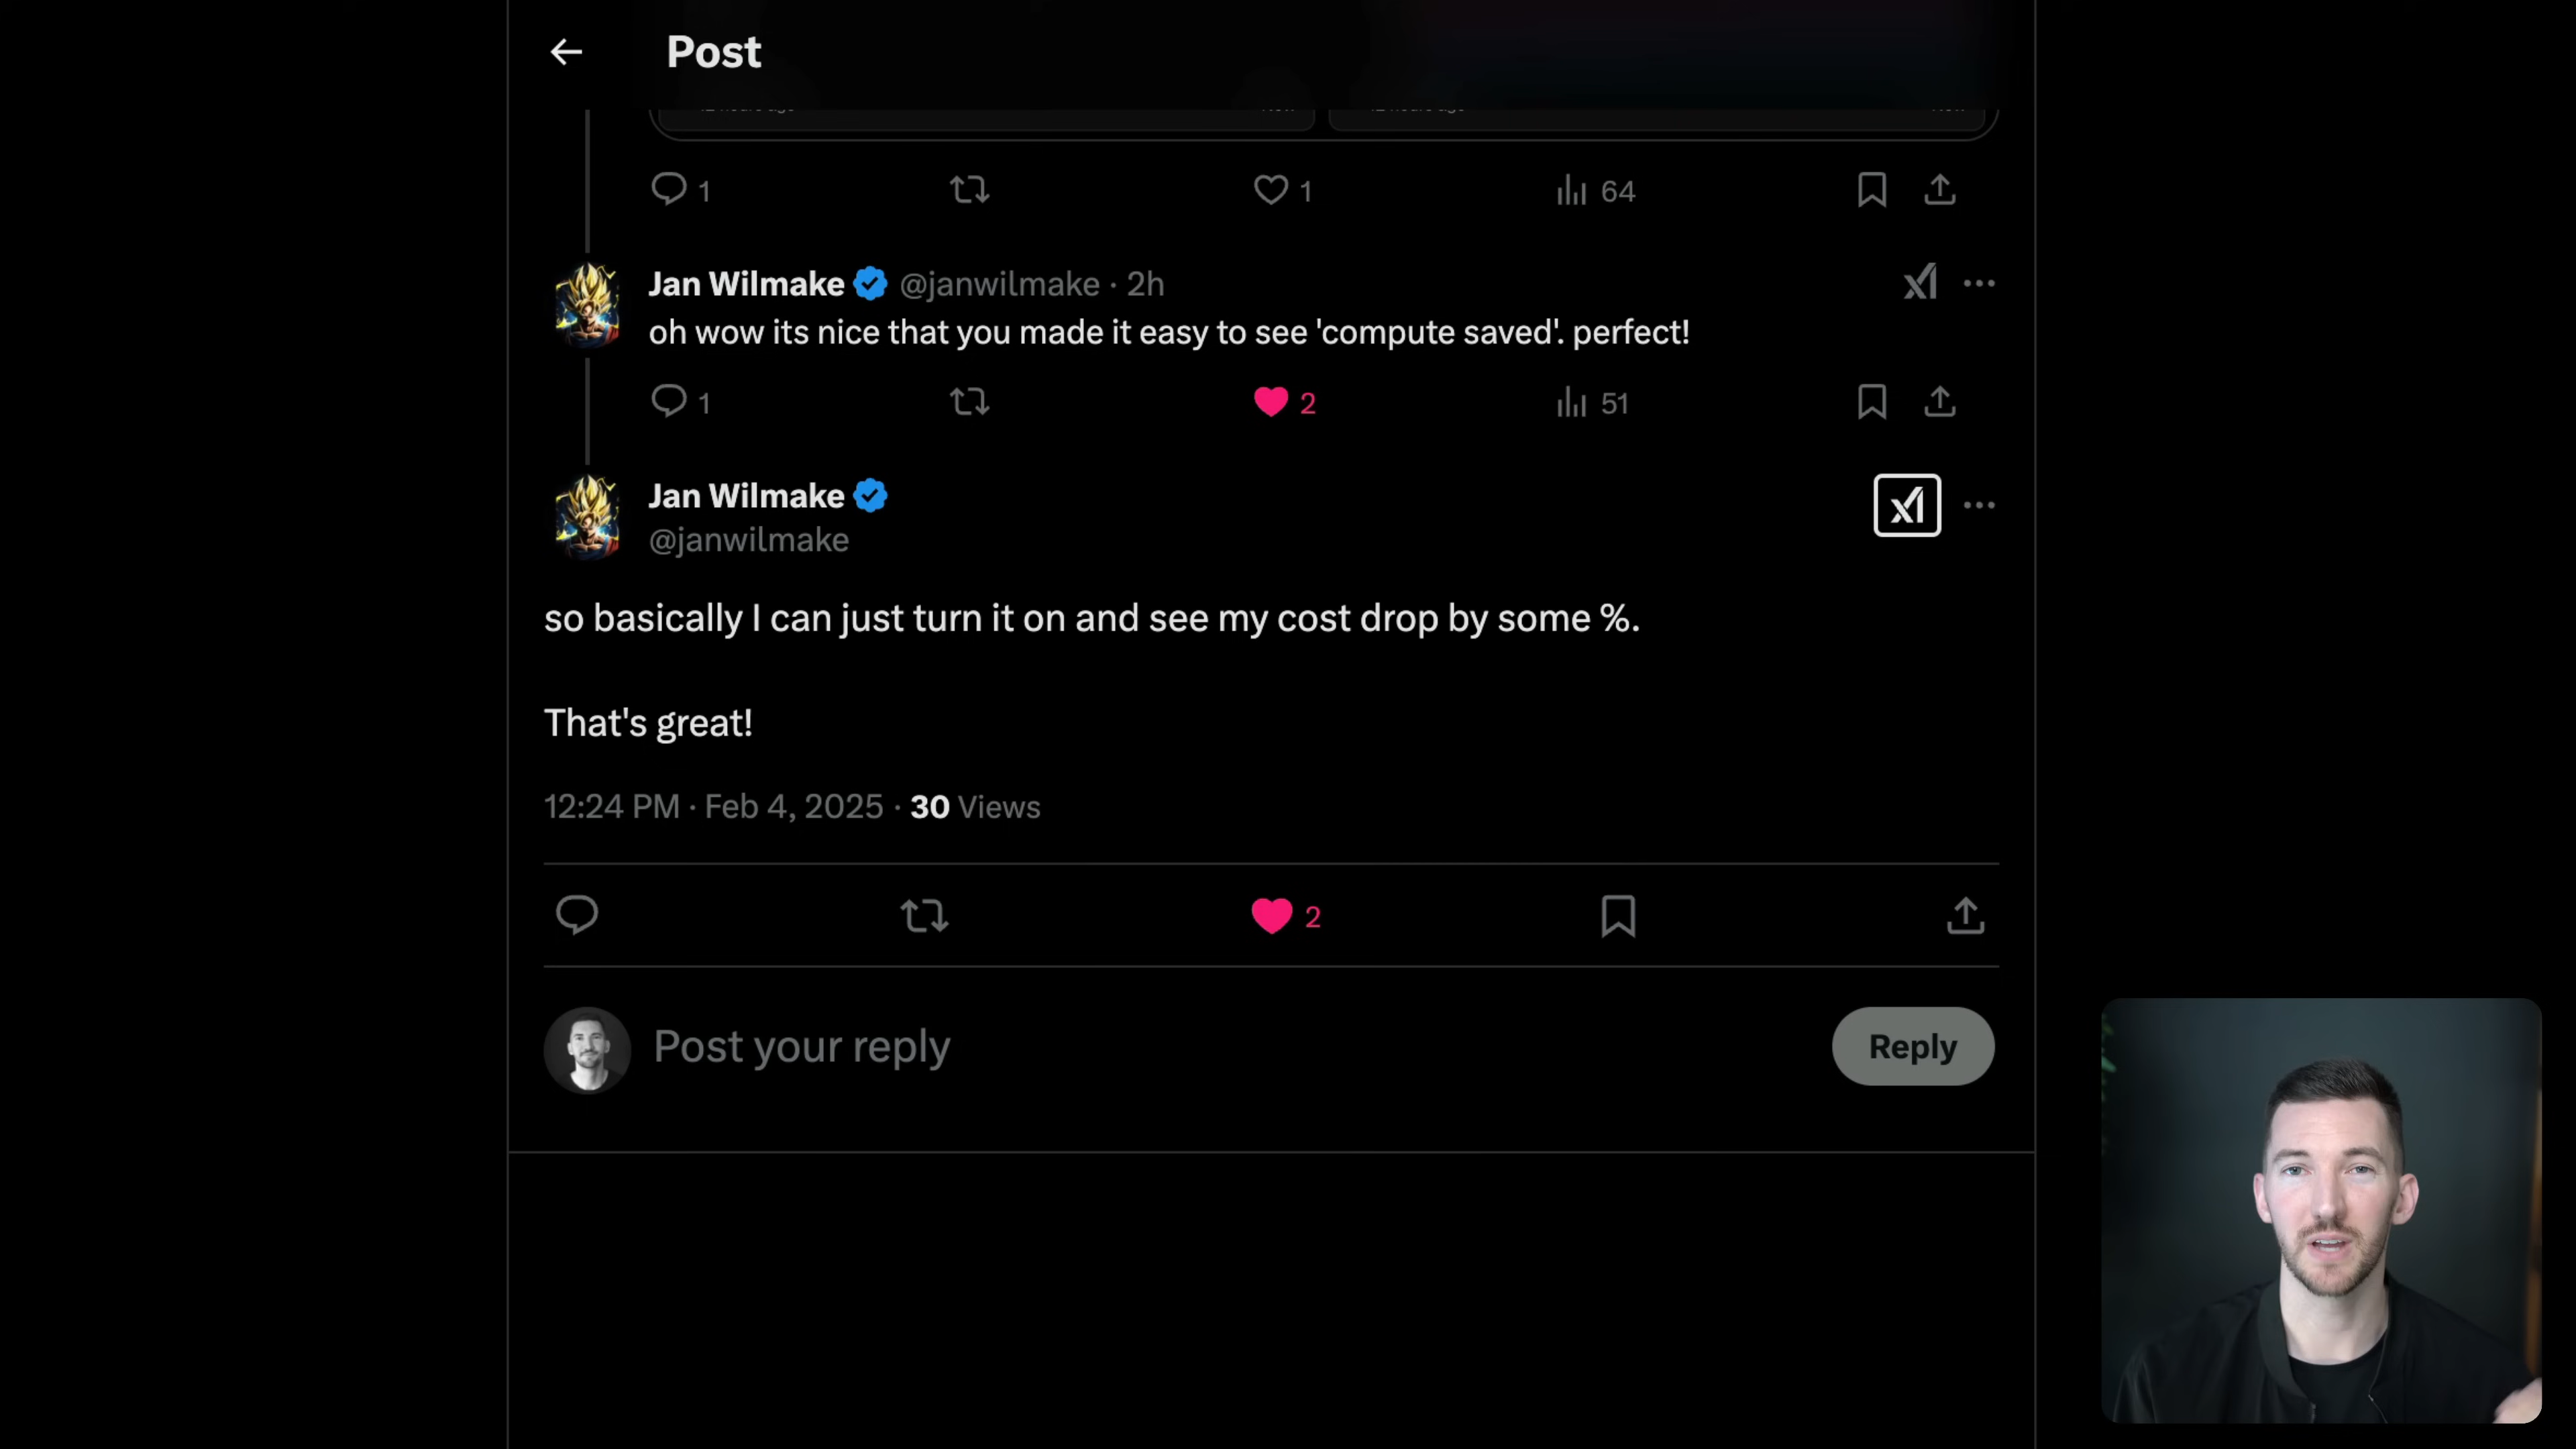 Post
1
1
64
Jan Wilmake @janwilmake · 2h
oh wow its nice that you made it easy to see 'compute saved'. perfect!
1
2
51
Jan Wilmake
@janwilmake
so basically I can just turn it on and see my cost drop by some %.
That's great!
12:24 PM · Feb 4, 2025 · 30 Views
2
Post your reply
Reply